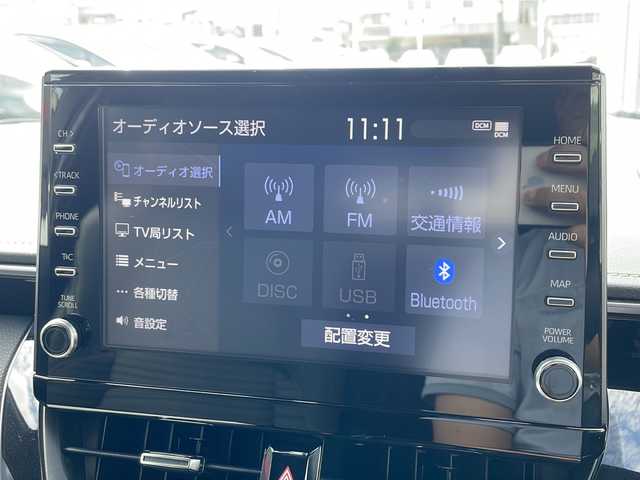 オーディオソース選択
11:11
DCM
DCM
オーディオ選択
チャンネルリスト
TV局リスト
メニュー
各種切替
音設定
AM
FM
交通情報
DISC
USB
Bluetooth
配置変更
CH >
<TRACK
PHONE
T|C
TUNE
SCROLL
HOME
MENU
AUDIO
MAP
POWER
VOLUME